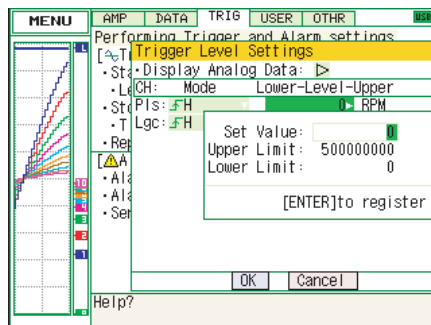 MENU
AMP DATA TRIG USER OTHR USB
Performing Trigger and Alarm settings
Trigger Level Settings
・Display Analog Data:
CH: Mode Lower-Level-Upper
Pls: H 0 RPM
Lgc: H
Set Value: 0
Upper Limit: 500000000
Lower Limit: 0
[ENTER]to register
OK Cancel
Help?